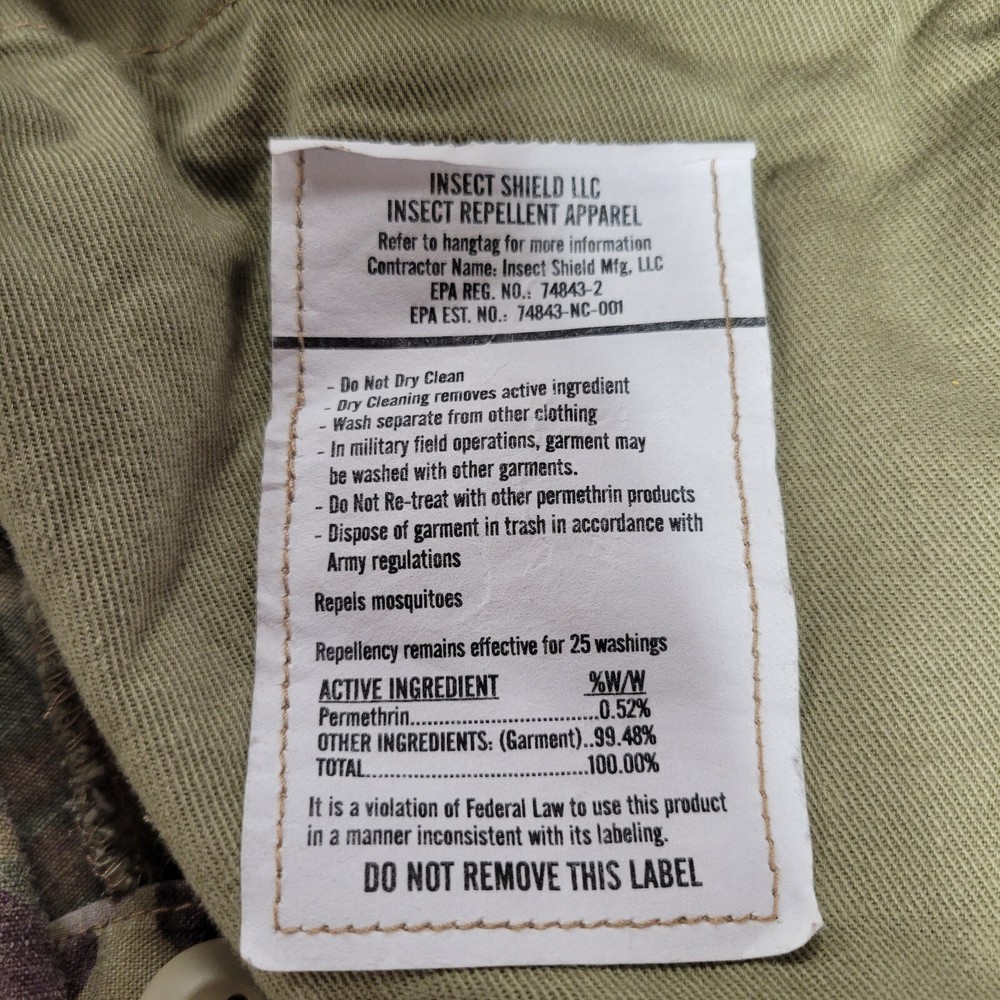 INSECT SHIELD LLC
INSECT REPELLENT APPAREL
Refer to hangtag for more information
Contractor Name: Insect Shield Mfg, LLC
EPA REG. NO.: 74843-2
EPA EST. NO.: 74843-NC-001
- Do Not Dry Clean
- Dry Cleaning removes active ingredient
- Wash separate from other clothing
- In military field operations, garment may
be washed with other garments.
- Do Not Re-treat with other permethrin products
- Dispose of garment in trash in accordance with
Army regulations
Repels mosquitoes
Repellency remains effective for 25 washings
ACTIVE INGREDIENT %W/W
Permethrin..................................0.52%
OTHER INGREDIENTS: (Garment)..99.48%
TOTAL........................................100.00%
It is a violation of Federal Law to use this product
in a manner inconsistent with its labeling.
DO NOT REMOVE THIS LABEL